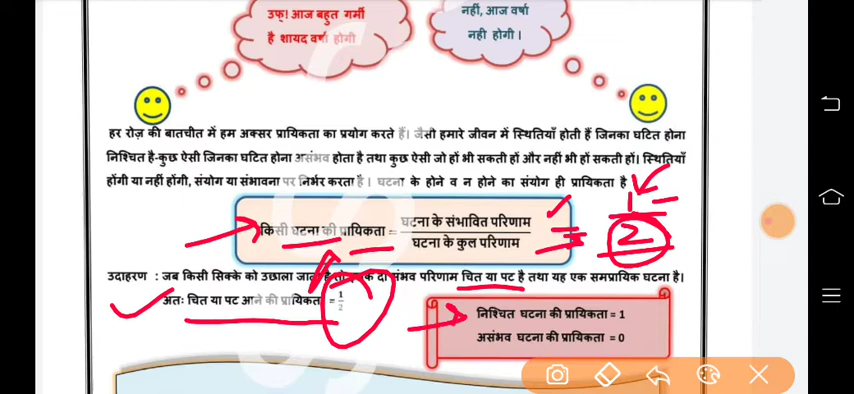 उफ्! आज बहुत गर्मी
है शायद वर्षा होगी
नहीं, आज वर्षा
नही होगी।
हर रोज़ की बातचीत में हम अक्सर प्रायिकता का प्रयोग करते हैं। जैसी हमारे जीवन में स्थितियाँ होती हैं जिनका घटित होना
निश्चित है-कुछ ऐसी जिनका घटित होना असंभव होता है तथा कुछ ऐसी जो हों भी सकती हों और नहीं भी हों सकती हों। स्थितियाँ
होंगी या नहीं होंगी, संयोग या संभावना पर निर्भर करता है। घटना के होने व न होने का संयोग ही प्रायिकता है
किसी घटना की प्रायिकता = घटना के संभावित परिणाम
घटना के कुल परिणाम
1
2
उदाहरण : जब किसी सिक्के को उछाला जाता है तो दो संभव परिणाम चित या पट है तथा यह एक समप्रायिक घटना है।
अतः चित या पट आने की प्रायिकता = 1/2
निश्चित घटना की प्रायिकता = 1
असंभव घटना की प्रायिकता = 0